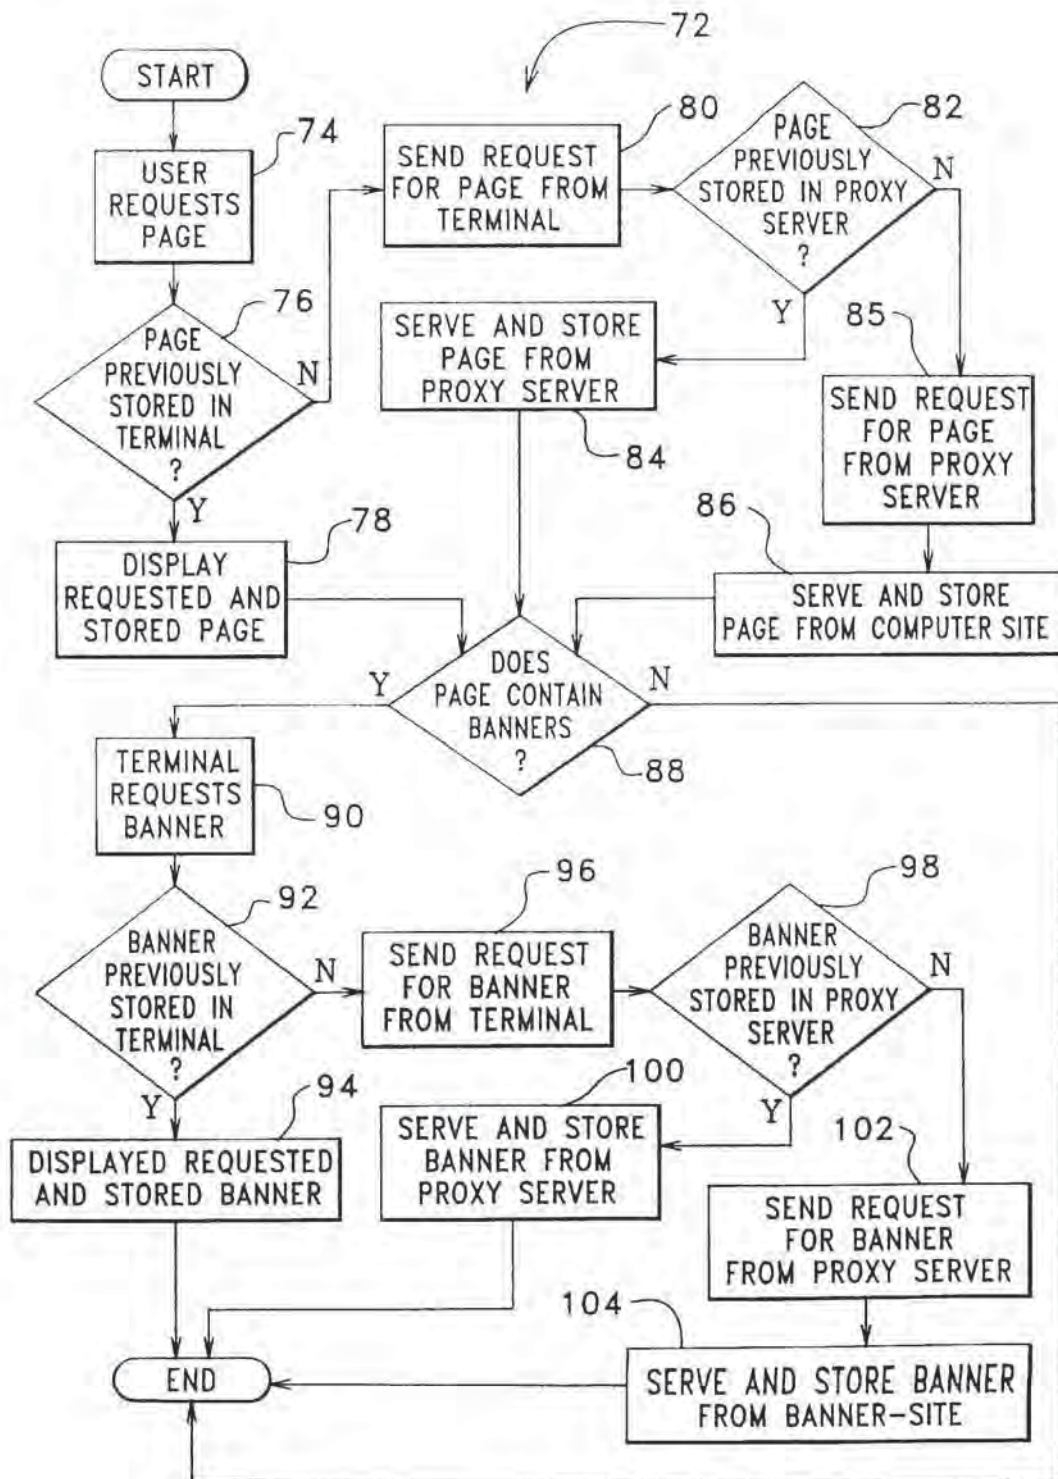 72
START
74
USER
REQUESTS
PAGE
80
SEND REQUEST
FOR PAGE FROM
TERMINAL
82
PAGE
PREVIOUSLY
STORED IN PROXY
SERVER
?
N
Y
76
PAGE
PREVIOUSLY
STORED IN
TERMINAL
?
N
Y
SERVE AND STORE
PAGE FROM
PROXY SERVER
84
85
SEND REQUEST
FOR PAGE
FROM PROXY
SERVER
78
DISPLAY
REQUESTED AND
STORED PAGE
86
SERVE AND STORE
PAGE FROM COMPUTER SITE
DOES
PAGE CONTAIN
BANNERS
?
Y
N
88
TERMINAL
REQUESTS
BANNER
90
92
BANNER
PREVIOUSLY
STORED IN
TERMINAL
?
N
Y
96
SEND REQUEST
FOR BANNER
FROM TERMINAL
98
BANNER
PREVIOUSLY
STORED IN PROXY
SERVER
?
N
Y
94
DISPLAYED REQUESTED
AND STORED BANNER
100
SERVE AND STORE
BANNER FROM
PROXY SERVER
102
SEND REQUEST
FOR BANNER
FROM PROXY SERVER
104
SERVE AND STORE BANNER
FROM BANNER-SITE
END